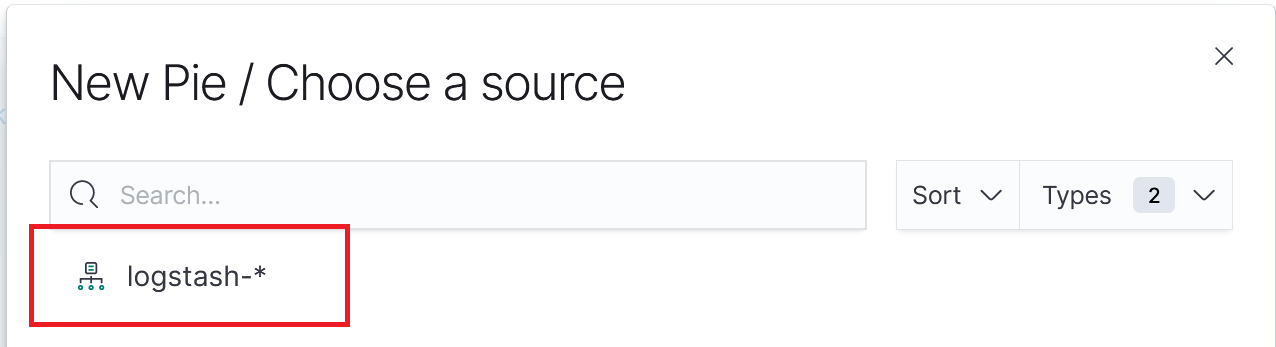 New Pie / Choose a source
Search...
Sort
Types 2
logstash-*